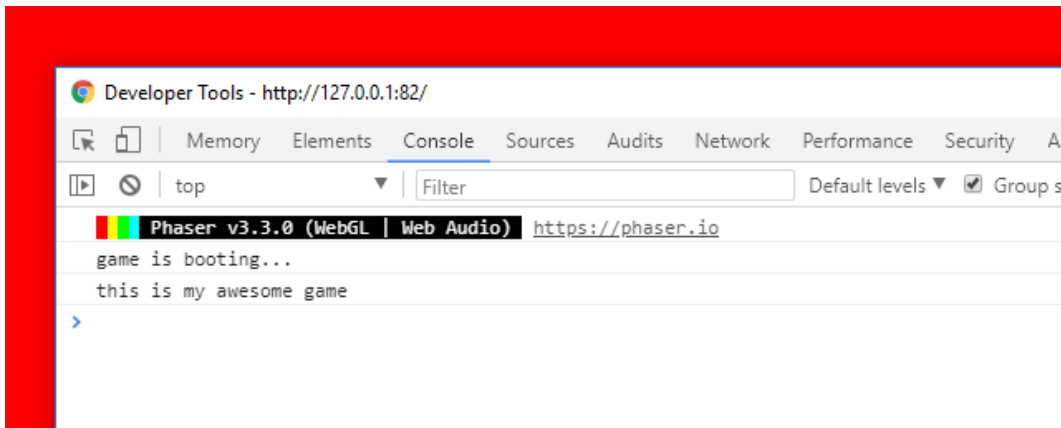 Developer Tools - http://127.0.0.1:82/
Memory Elements Console Sources Audits Network Performance Security A
top Filter Default levels Group s
Phaser v3.3.0 (WebGL | Web Audio) https://phaser.io
game is booting...
this is my awesome game